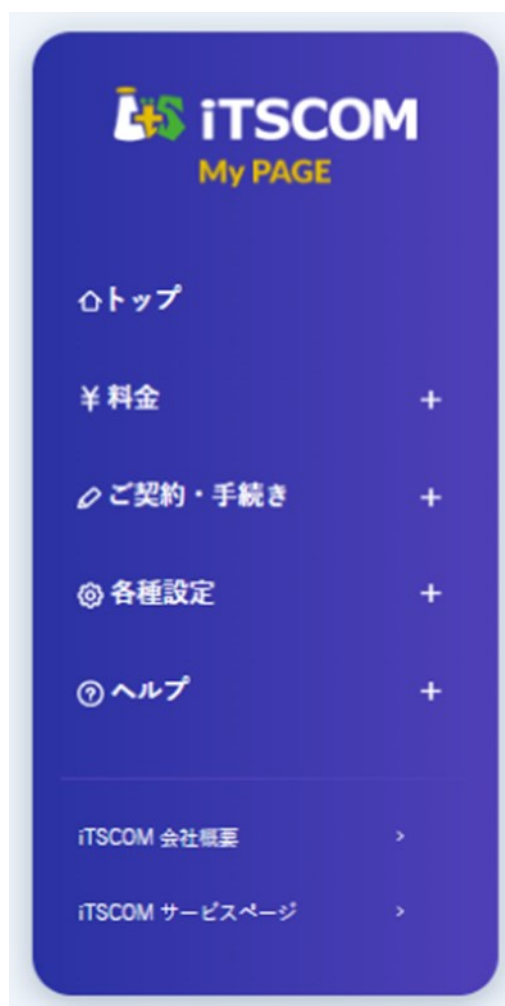 iTSCOM
My PAGE
トップ
¥ 料金 +
ご契約・手続き +
各種設定 +
ヘルプ +
iTSCOM 会社概要 >
iTSCOM サービスページ >